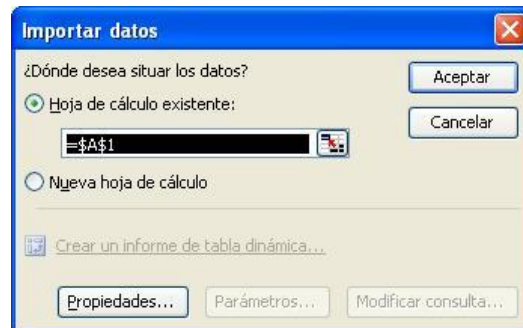 Importar datos
¿Dónde desea situar los datos?
Aceptar
Hoja de cálculo existente:
Cancelar
=$A$1
Nueva hoja de cálculo
Crear un informe de tabla dinámica...
Propiedades... Parámetros... Modificar consulta...